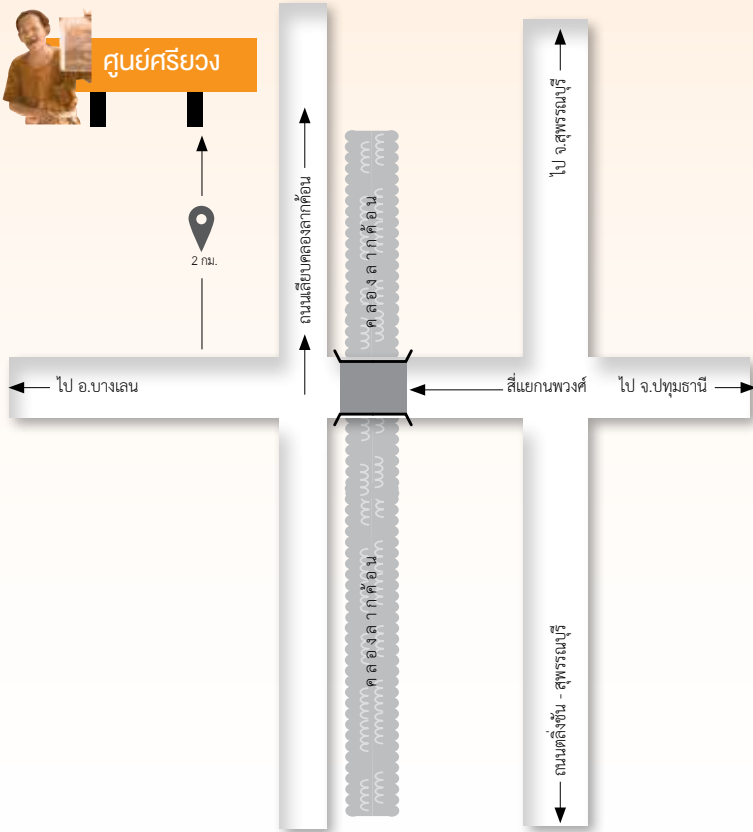 ศูนย์ศรียวง
ไป จ.สุพรรณบุรี
2 กม.
ถนนเลียบคลองลากค้อน
คลองลากค้อน
ไป อ.บางเลน
สี่แยกนพวงศ์
ไป จ.ปทุมธานี
คลองลากค้อน
ถนนตลิ่งชัน - สุพรรณบุรี